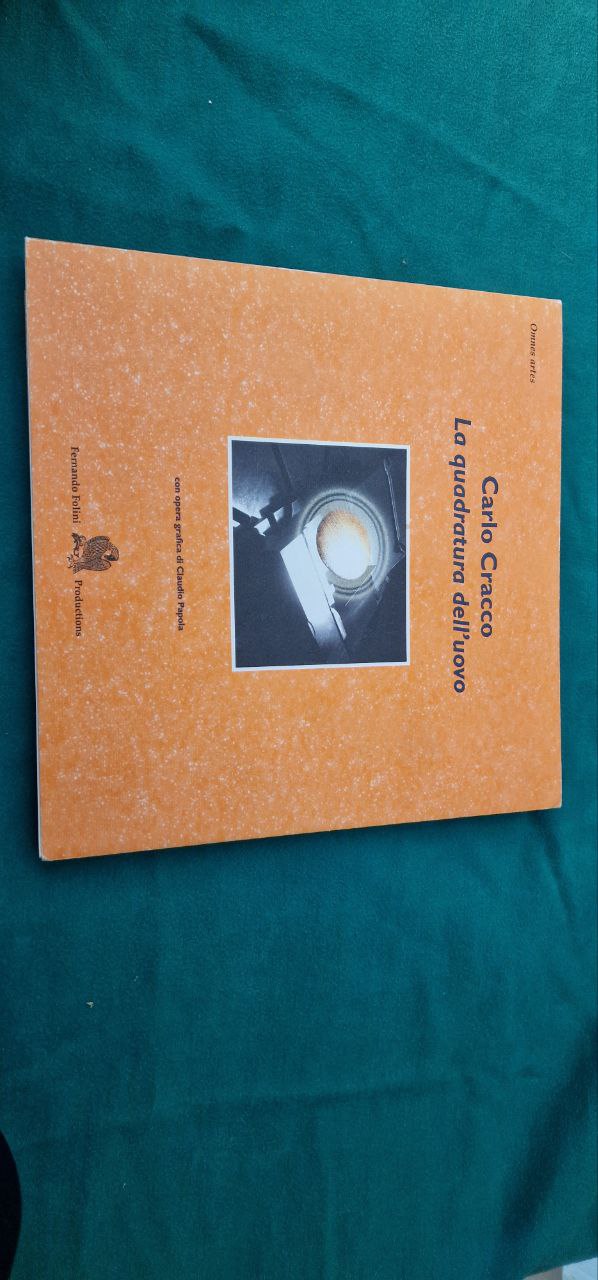 Omnes artes
Carlo Cracco
La quadratura dell'uovo
con opera grafica di Claudio Papola
Fernando Folini Productions